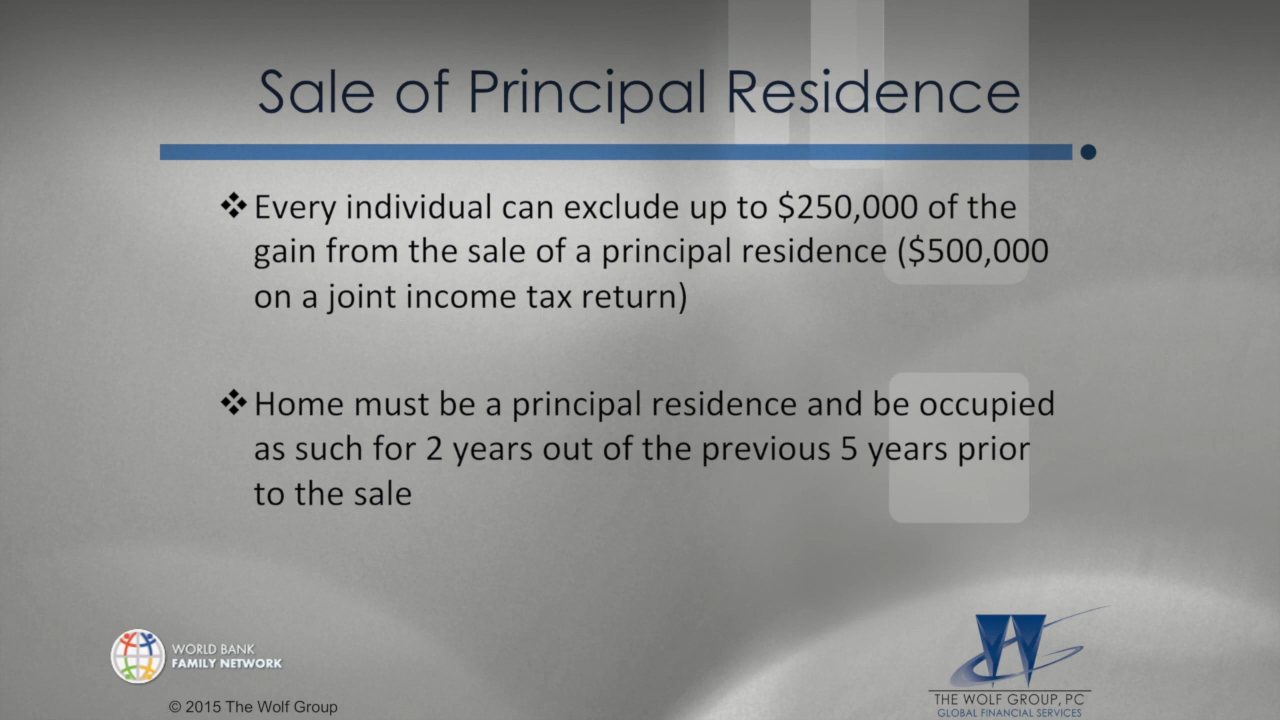 Sale of Principal Residence
❖ Every individual can exclude up to $250,000 of the
gain from the sale of a principal residence ($500,000
on a joint income tax return)
❖ Home must be a principal residence and be occupied
as such for 2 years out of the previous 5 years prior
to the sale
WORLD BANK
FAMILY NETWORK
© 2015 The Wolf Group
W
THE WOLF GROUP, PC
GLOBAL FINANCIAL SERVICES